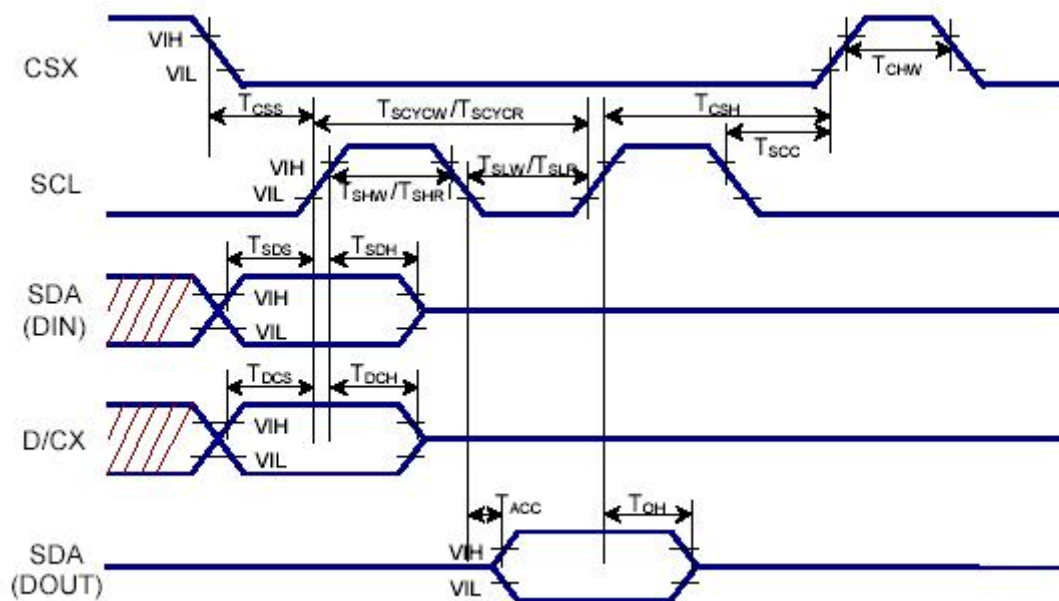 CSX
VIH
VIL
TCHW
TCSS
TSCYCW/TSCYCR
TCSH
TSCC
SCL
VIH
VIL
TSHW/TSHR
TSLW/TSLR
TSDS
TSDH
SDA
(DIN)
VIH
VIL
TDCS
TDCH
D/CX
VIH
VIL
TACC
TOH
SDA
(DOUT)
VIH
VIL